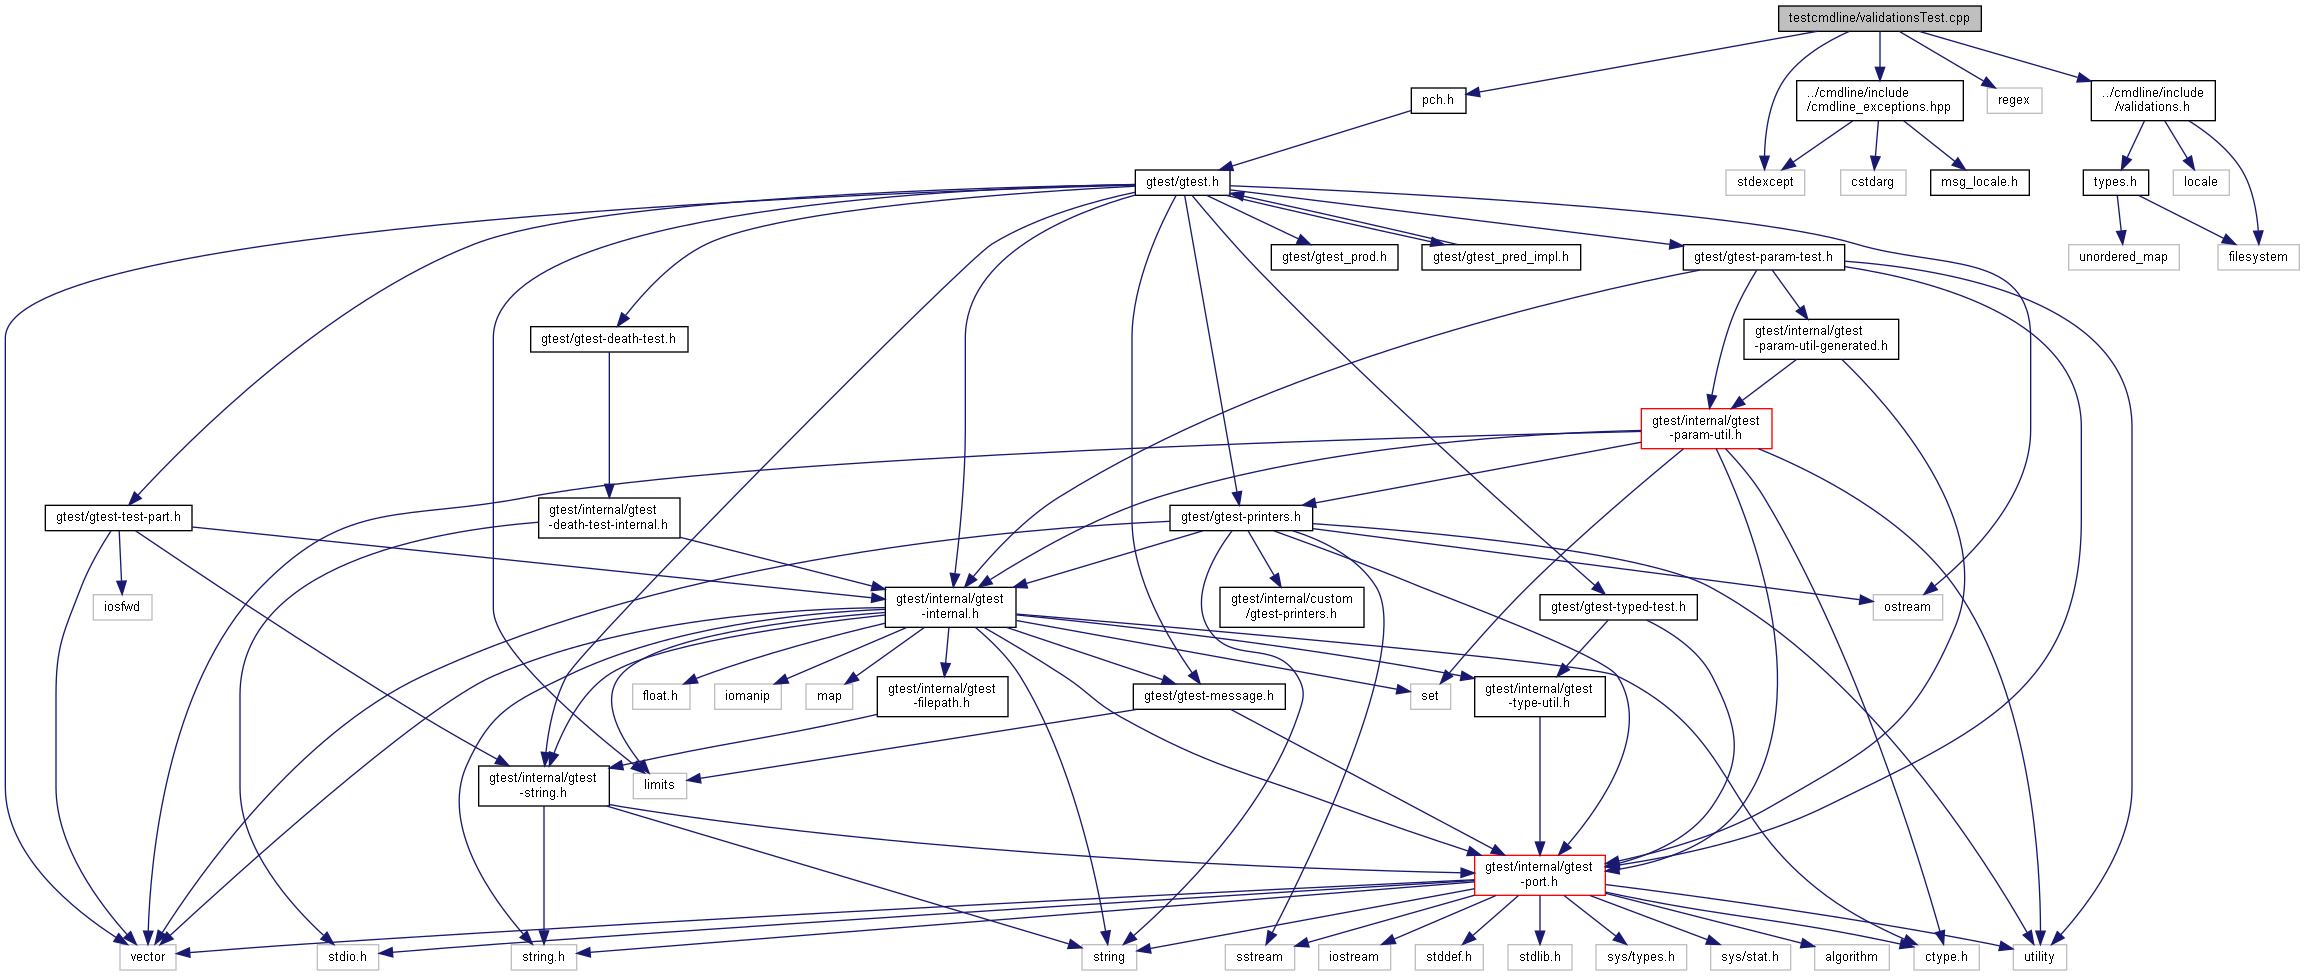 testcmdline/validationsTest.cpp
pch.h
../cmdline/include
/cmdline_exceptions.hpp
regex
../cmdline/include
/validations.h
gtest/gtest.h
stdexcept
cstdarg
msg_locale.h
types.h
locale
gtest/gtest_prod.h
gtest/gtest_pred_impl.h
gtest/gtest-param-test.h
unordered_map
filesystem
gtest/gtest-death-test.h
gtest/internal/gtest
-param-util-generated.h
gtest/internal/gtest
-param-util.h
gtest/gtest-test-part.h
gtest/internal/gtest
-death-test-internal.h
gtest/gtest-printers.h
iosfwd
gtest/internal/gtest
-internal.h
gtest/internal/custom
/gtest-printers.h
gtest/gtest-typed-test.h
ostream
float.h
iomanip
map
gtest/internal/gtest
-filepath.h
gtest/gtest-message.h
set
gtest/internal/gtest
-type-util.h
gtest/internal/gtest
-string.h
limits
gtest/internal/gtest
-port.h
vector
stdio.h
string.h
string
sstream
iostream
stddef.h
stdlib.h
sys/types.h
sys/stat.h
algorithm
ctype.h
utility